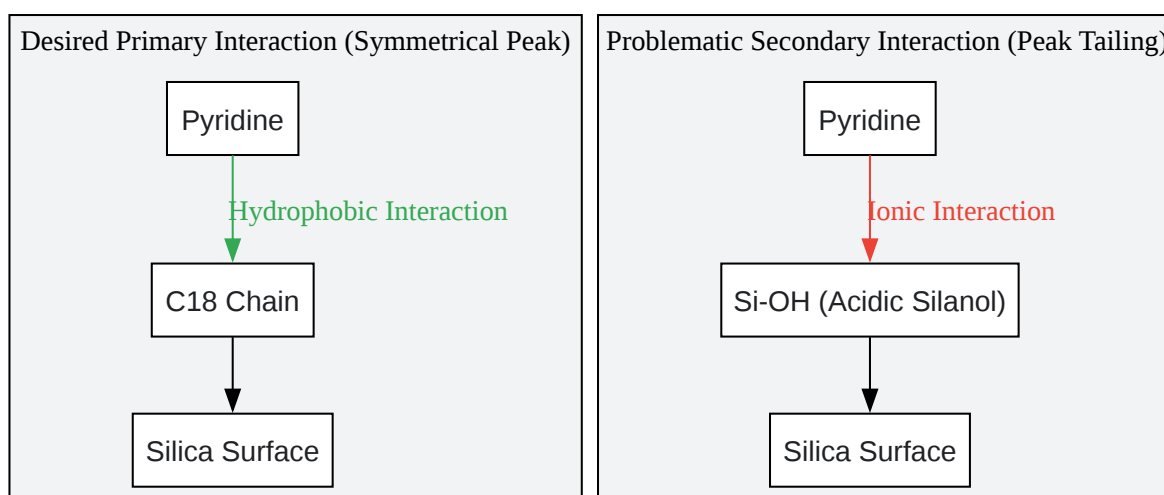 Desired Primary Interaction (Symmetrical Peak)
Pyridine
Hydrophobic Interaction
C18 Chain
Silica Surface
Problematic Secondary Interaction (Peak Tailing)
Pyridine
Ionic Interaction
Si-OH (Acidic Silanol)
Silica Surface